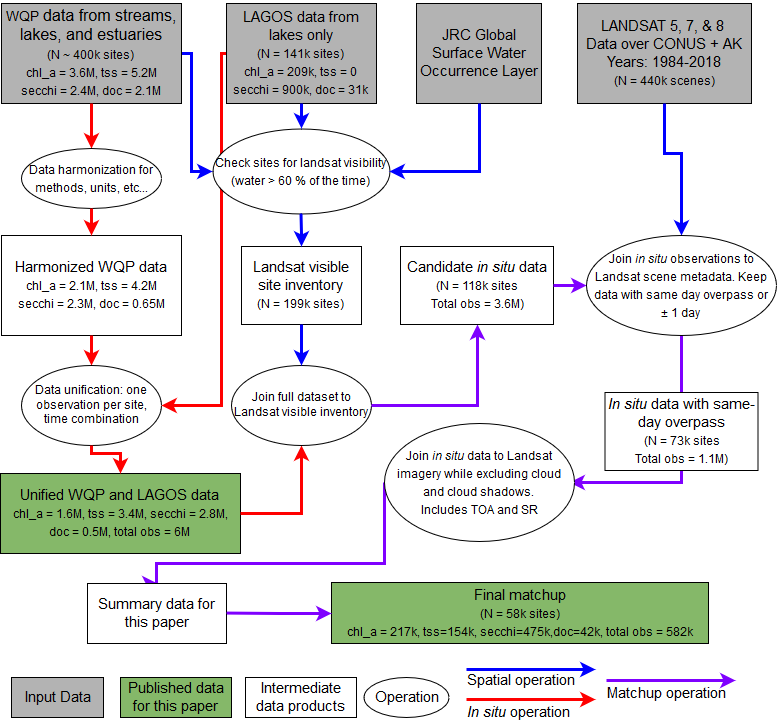 WQP data from streams,
lakes, and estuaries
(N ~ 400k sites)
chl_a = 3.6M, tss = 5.2M
secchi = 2.4M, doc = 2.1M
LAGOS data from
lakes only
(N = 141k sites)
chl_a = 209k, tss = 0
secchi = 900k, doc = 31k
JRC Global
Surface Water
Occurrence Layer
LANDSAT 5, 7, & 8
Data over CONUS + AK
Years: 1984-2018
(N = 440k scenes)
Data harmonization for
methods, units, etc...
Check sites for landsat visibility
(water > 60 % of the time)
Harmonized WQP data
chl_a = 2.1M, tss = 4.2M
secchi = 2.3M, doc = 0.65M
Landsat visible
site inventory
(N = 199k sites)
Candidate in situ data
(N = 118k sites
Total obs = 3.6M)
Join in situ observations to
Landsat scene metadata. Keep
data with same day overpass or
± 1 day
Data unification: one
observation per site,
time combination
Join full dataset to
Landsat visible inventory
In situ data with same-
day overpass
(N = 73k sites
Total obs = 1.1M)
Join in situ data to Landsat
imagery while excluding cloud
and cloud shadows.
Includes TOA and SR
Unified WQP and LAGOS data
chl_a = 1.6M, tss = 3.4M, secchi = 2.8M,
doc = 0.5M, total obs = 6M
Summary data for
this paper
Final matchup
(N = 58k sites)
chl_a = 217k, tss=154k, secchi=475k,doc=42k, total obs = 582k
Input Data
Published data
for this paper
Intermediate
data products
Operation
Spatial operation
In situ operation
Matchup operation